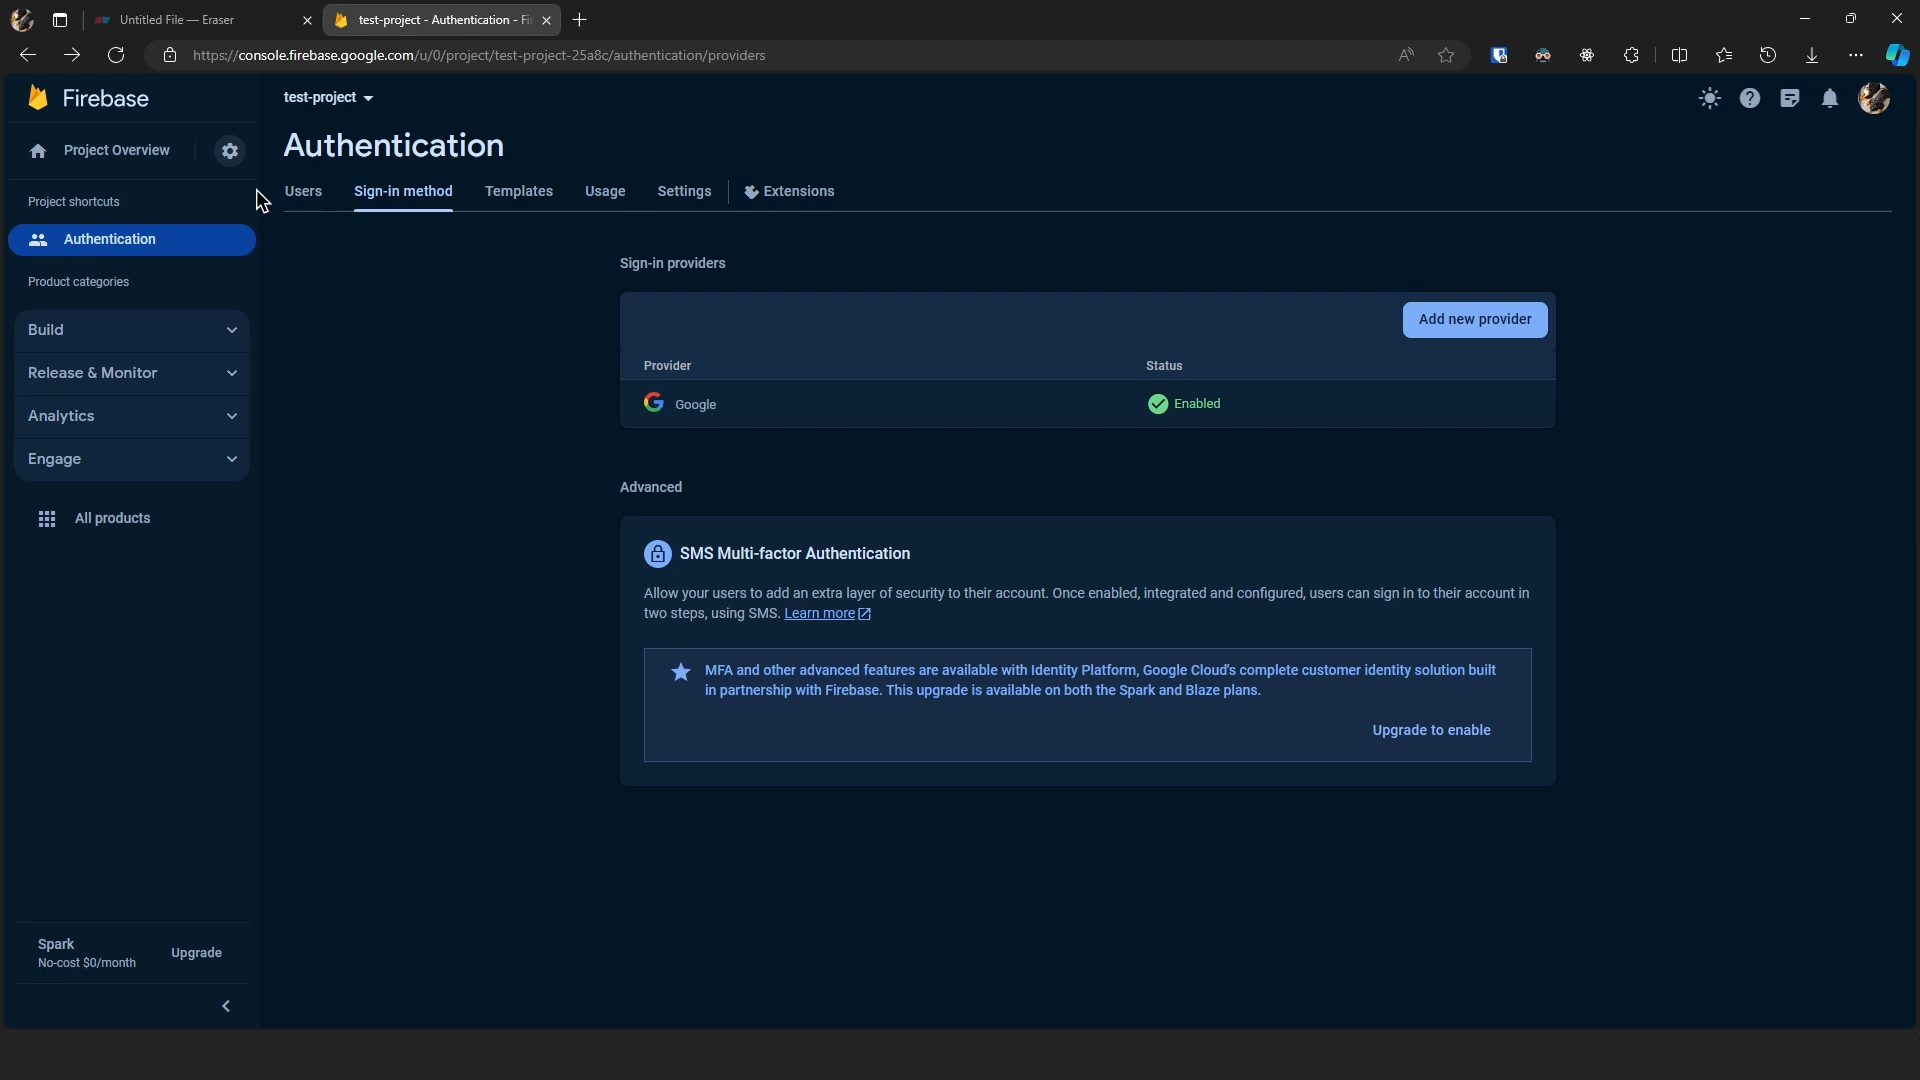 Untitled File — Eraser
test-project - Authentication - Fi
https://console.firebase.google.com/u/0/project/test-project-25a8c/authentication/providers
Firebase
test-project
Project Overview
Authentication
Users
Sign-in method
Templates
Usage
Settings
Extensions
Project shortcuts
Authentication
Product categories
Build
Release & Monitor
Analytics
Engage
All products
Sign-in providers
Add new provider
Provider
Status
Google
Enabled
Advanced
SMS Multi-factor Authentication
Allow your users to add an extra layer of security to their account. Once enabled, integrated and configured, users can sign in to their account in
two steps, using SMS. Learn more
MFA and other advanced features are available with Identity Platform, Google Cloud's complete customer identity solution built
in partnership with Firebase. This upgrade is available on both the Spark and Blaze plans.
Upgrade to enable
Spark
No-cost $0/month
Upgrade